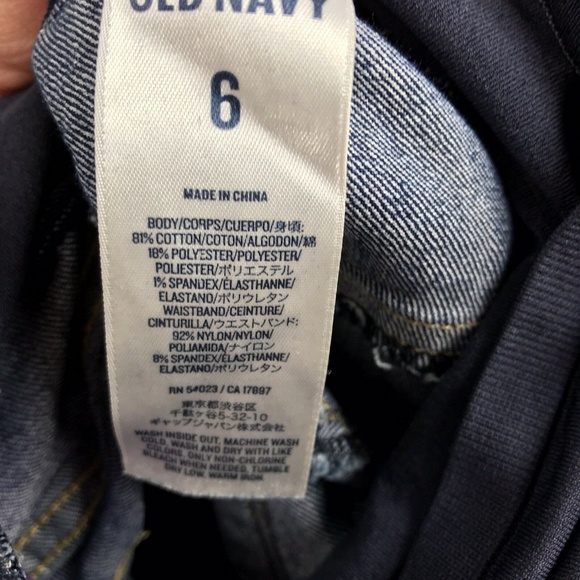 OLD NAVY
6
MADE IN CHINA
BODY/CORPS/CUERPO/身頃:
81% COTTON/COTON/ALGODON/綿
18% POLYESTER/POLYESTER/
POLIESTER/ポリエステル
1% SPANDEX/ÉLASTHANNE/
ELASTANO/ポリウレタン
WAISTBAND/CEINTURE/
CINTURILLA/ウエストバンド:
92% NYLON/NYLON/
POLIAMIDA/ナイロン
8% SPANDEX/ÉLASTHANNE/
ELASTANO/ポリウレタン
RN 54023 / CA 17897
東京都渋谷区
千駄ヶ谷5-32-10
ギャップジャパン株式会社
WASH INSIDE OUT. MACHINE WASH
COLD. WASH AND DRY WITH LIKE
COLORS. ONLY NON-CHLORINE
BLEACH WHEN NEEDED. TUMBLE
DRY LOW. WARM IRON.